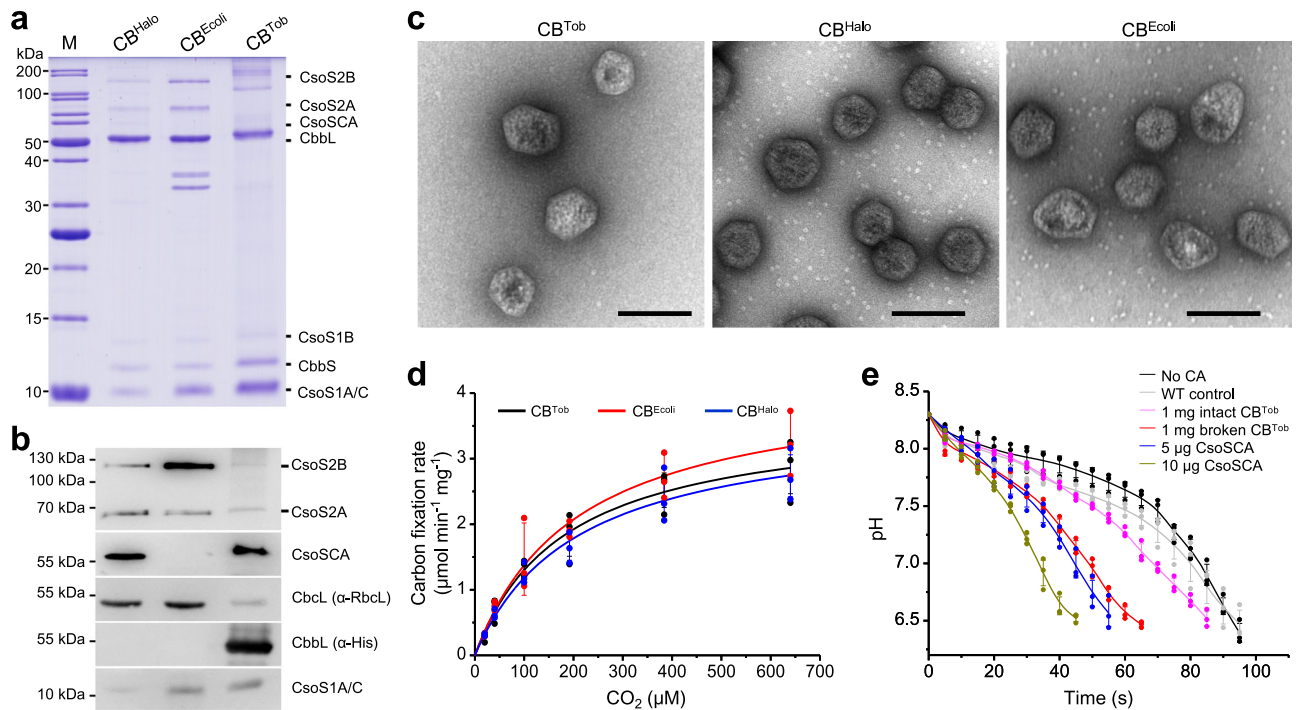 a
M CB^Halo CB^Ecoli CB^Tob
kDa
200
100
50
40
30
20
15
10
CsoS2B
CsoS2A
CsoSCA
CbbL
CsoS1B
CbbS
CsoS1A/C
b
130 kDa
100 kDa
70 kDa
55 kDa
55 kDa
55 kDa
10 kDa
CsoS2B
CsoS2A
CsoSCA
CbcL (α-RbcL)
CbbL (α-His)
CsoS1A/C
c
CB^Tob CB^Halo CB^Ecoli
d
CB^Tob CB^Ecoli CB^Halo
Carbon fixation rate
(µmol min⁻¹ mg⁻¹)
4
3
2
1
0
0 100 200 300 400 500 600 700
CO₂ (µM)
e
No CA
WT control
1 mg intact CB^Tob
1 mg broken CB^Tob
5 µg CsoSCA
10 µg CsoSCA
pH
8.5
8.0
7.5
7.0
6.5
0 20 40 60 80 100
Time (s)